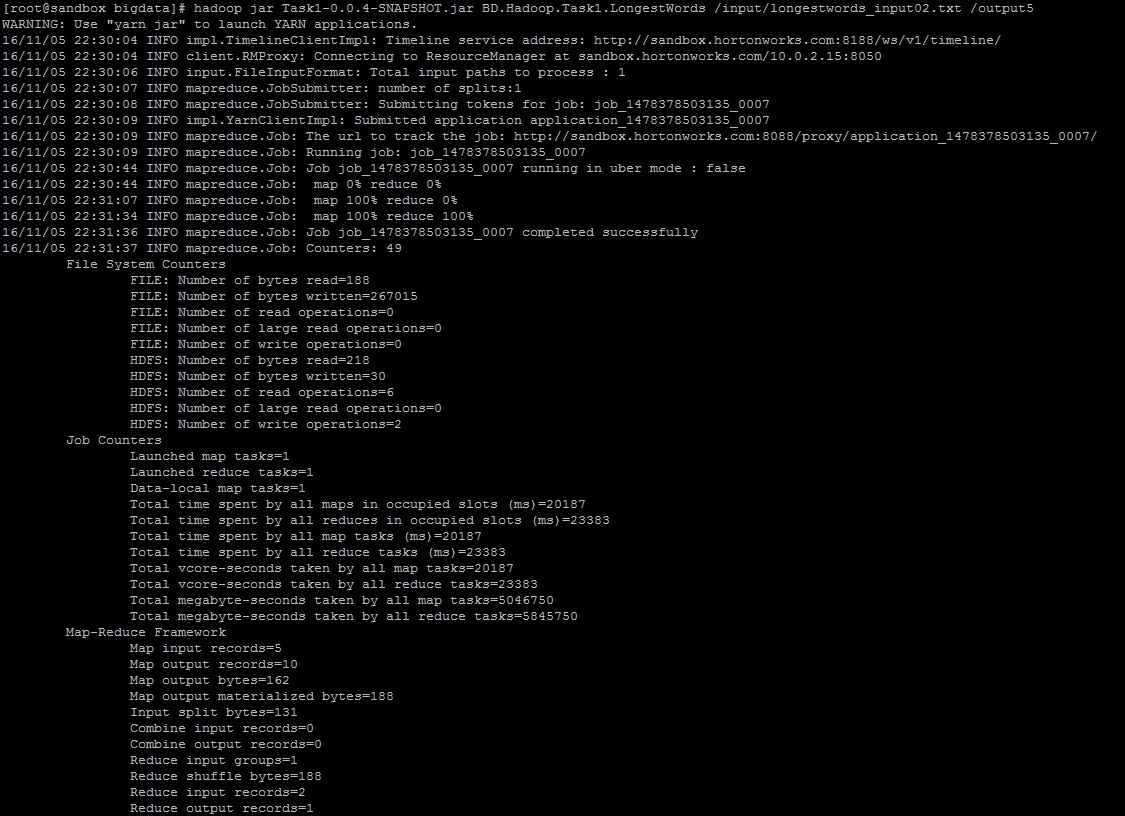 [root@sandbox bigdata]# hadoop jar Task1-0.0.4-SNAPSHOT.jar BD.Hadoop.Task1.LongestWords /input/longestwords_input02.txt /output5
WARNING: Use "yarn jar" to launch YARN applications.
16/11/05 22:30:04 INFO impl.TimelineClientImpl: Timeline service address: http://sandbox.hortonworks.com:8188/ws/v1/timeline/
16/11/05 22:30:04 INFO client.RMProxy: Connecting to ResourceManager at sandbox.hortonworks.com/10.0.2.15:8050
16/11/05 22:30:06 INFO input.FileInputFormat: Total input paths to process : 1
16/11/05 22:30:07 INFO mapreduce.JobSubmitter: number of splits:1
16/11/05 22:30:08 INFO mapreduce.JobSubmitter: Submitting tokens for job: job_1478378503135_0007
16/11/05 22:30:09 INFO impl.YarnClientImpl: Submitted application application_1478378503135_0007
16/11/05 22:30:09 INFO mapreduce.Job: The url to track the job: http://sandbox.hortonworks.com:8088/proxy/application_1478378503135_0007/
16/11/05 22:30:09 INFO mapreduce.Job: Running job: job_1478378503135_0007
16/11/05 22:30:44 INFO mapreduce.Job: Job job_1478378503135_0007 running in uber mode : false
16/11/05 22:30:44 INFO mapreduce.Job:  map 0% reduce 0%
16/11/05 22:31:07 INFO mapreduce.Job:  map 100% reduce 0%
16/11/05 22:31:34 INFO mapreduce.Job:  map 100% reduce 100%
16/11/05 22:31:36 INFO mapreduce.Job: Job job_1478378503135_0007 completed successfully
16/11/05 22:31:37 INFO mapreduce.Job: Counters: 49
File System Counters
FILE: Number of bytes read=188
FILE: Number of bytes written=267015
FILE: Number of read operations=0
FILE: Number of large read operations=0
FILE: Number of write operations=0
HDFS: Number of bytes read=218
HDFS: Number of bytes written=30
HDFS: Number of read operations=6
HDFS: Number of large read operations=0
HDFS: Number of write operations=2
Job Counters
Launched map tasks=1
Launched reduce tasks=1
Data-local map tasks=1
Total time spent by all maps in occupied slots (ms)=20187
Total time spent by all reduces in occupied slots (ms)=23383
Total time spent by all map tasks (ms)=20187
Total time spent by all reduce tasks (ms)=23383
Total vcore-seconds taken by all map tasks=20187
Total vcore-seconds taken by all reduce tasks=23383
Total megabyte-seconds taken by all map tasks=5046750
Total megabyte-seconds taken by all reduce tasks=5845750
Map-Reduce Framework
Map input records=5
Map output records=10
Map output bytes=162
Map output materialized bytes=188
Input split bytes=131
Combine input records=0
Combine output records=0
Reduce input groups=1
Reduce shuffle bytes=188
Reduce input records=2
Reduce output records=1